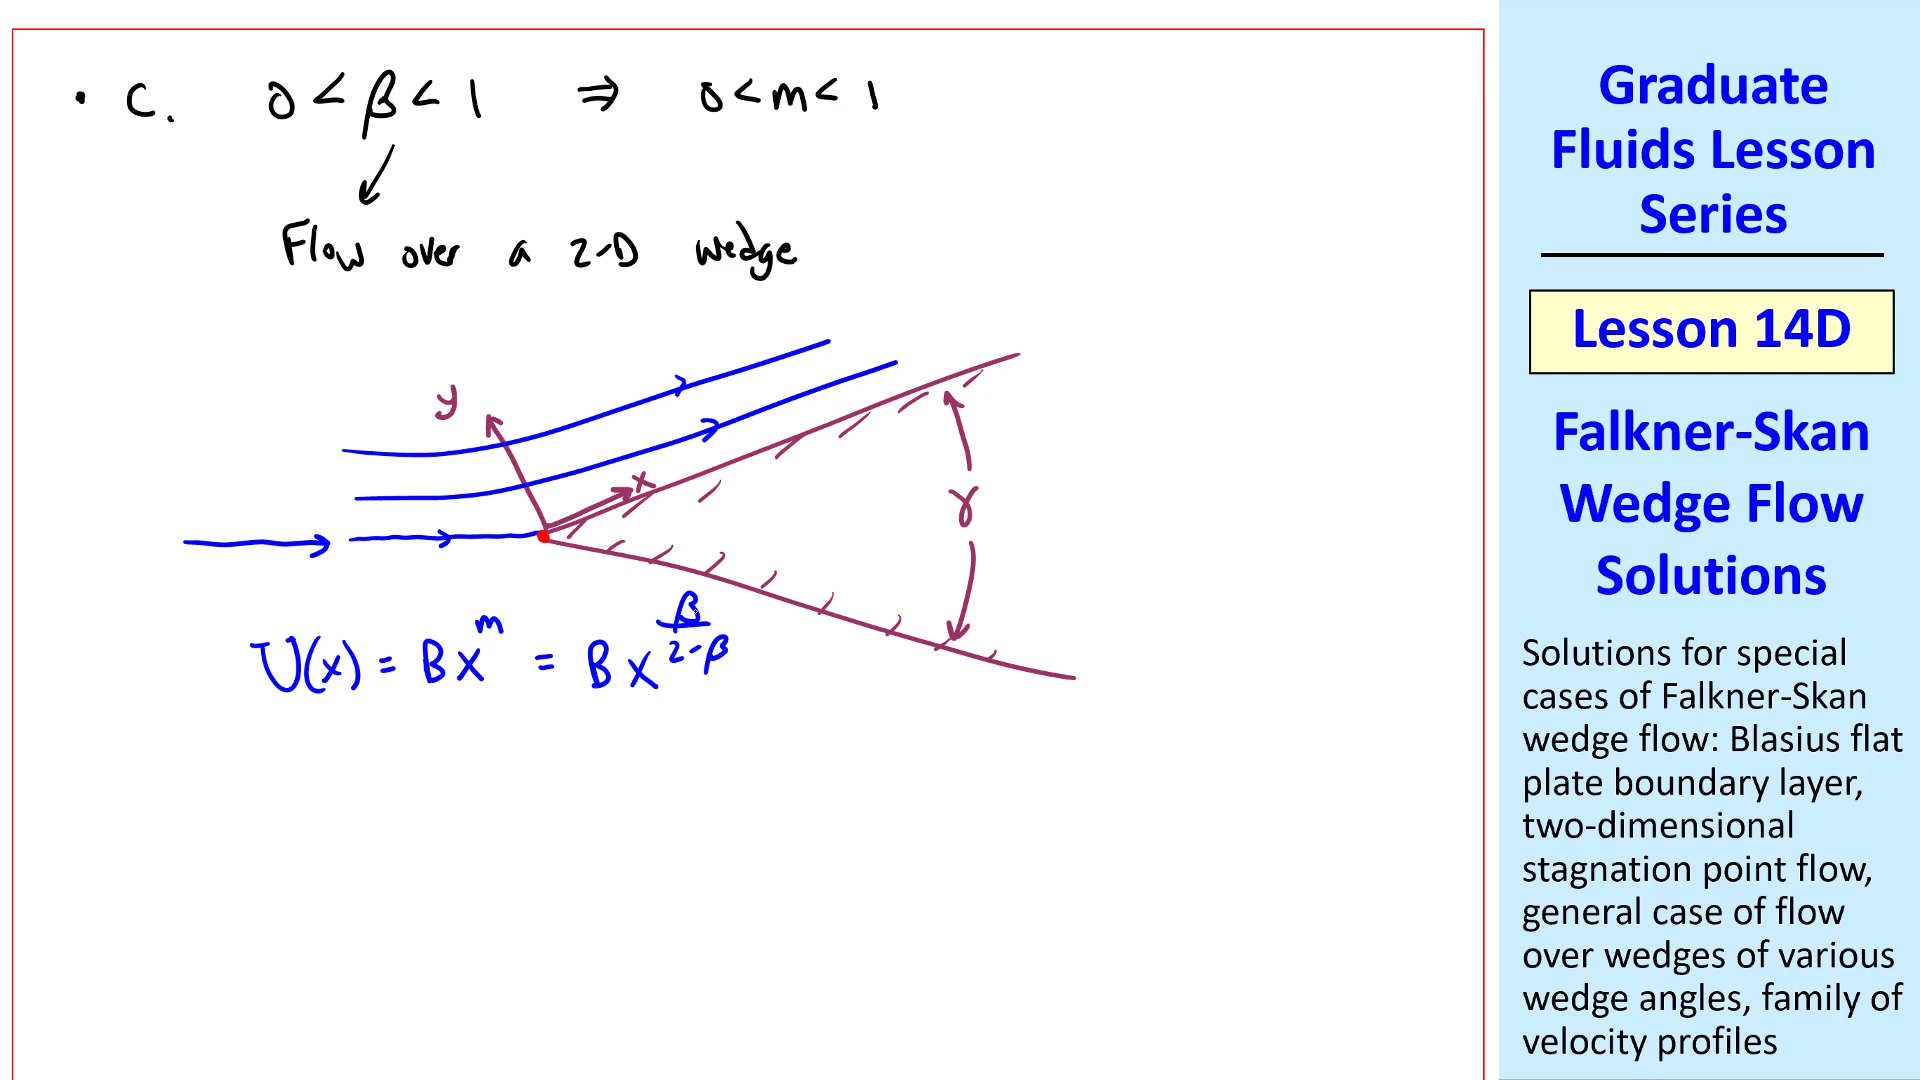 • C. 0 < β < 1 ⇒ 0 < m < 1
Flow over a 2-D wedge
y
x
γ
U(x) = Bx^m = Bx^(β/(2-β))
Graduate
Fluids Lesson
Series
Lesson 14D
Falkner-Skan
Wedge Flow
Solutions
Solutions for special
cases of Falkner-Skan
wedge flow: Blasius flat
plate boundary layer,
two-dimensional
stagnation point flow,
general case of flow
over wedges of various
wedge angles, family of
velocity profiles